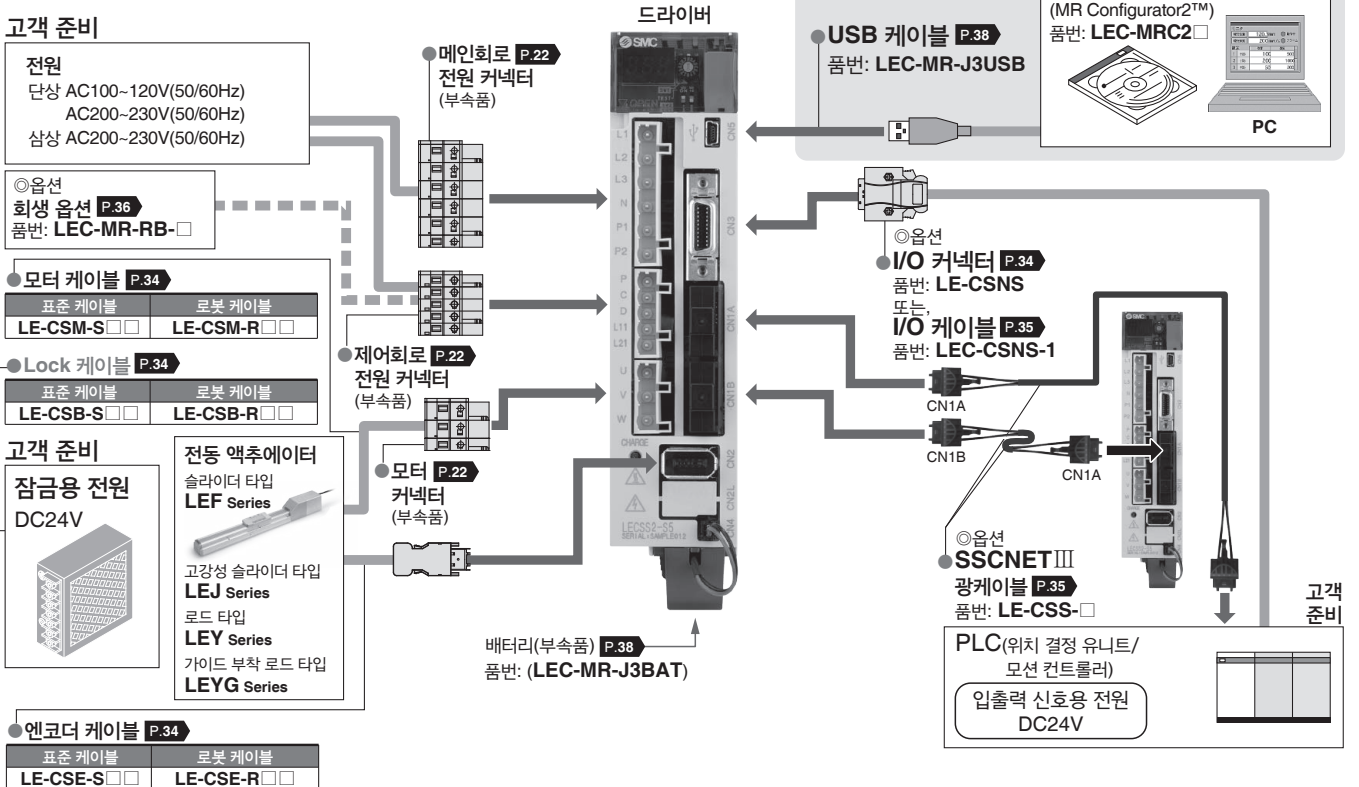 고객 준비
전원
단상 AC100~120V(50/60Hz)
AC200~230V(50/60Hz)
삼상 AC200~230V(50/60Hz)
◎옵션
회생 옵션 P.36
품번: LEC-MR-RB-□
●모터 케이블 P.34
표준 케이블 로봇 케이블
LE-CSM-S□□ LE-CSM-R□□
●Lock 케이블 P.34
표준 케이블 로봇 케이블
LE-CSB-S□□ LE-CSB-R□□
고객 준비
잠금용 전원
DC24V
전동 액추에이터
슬라이더 타입
LEF Series
고강성 슬라이더 타입
LEJ Series
로드 타입
LEY Series
가이드 부착 로드 타입
LEYG Series
●엔코더 케이블 P.34
표준 케이블 로봇 케이블
LE-CSE-S□□ LE-CSE-R□□
●메인회로 P.22
전원 커넥터
(부속품)
●제어회로 P.22
전원 커넥터
(부속품)
●모터 P.22
커넥터
(부속품)
드라이버
SMC
L1
L2
L3
N
P1
P2
P
C
D
L11
L21
U
V
W
CHARGE
CN5
CN3
CN1A
CN1B
CN2
CN2L
CN4
LECSS2-S5
배터리(부속품) P.38
품번: (LEC-MR-J3BAT)
●USB 케이블 P.38
품번: LEC-MR-J3USB
(MR Configurator2™)
품번: LEC-MRC2□
PC
◎옵션
●I/O 커넥터 P.34
품번: LE-CSNS
또는,
I/O 케이블 P.35
품번: LEC-CSNS-1
CN1A
CN1B
CN1A
SMC
◎옵션
●SSCNETⅢ
광케이블 P.35
품번: LE-CSS-□
고객
준비
PLC(위치 결정 유니트/
모션 컨트롤러)
입출력 신호용 전원
DC24V